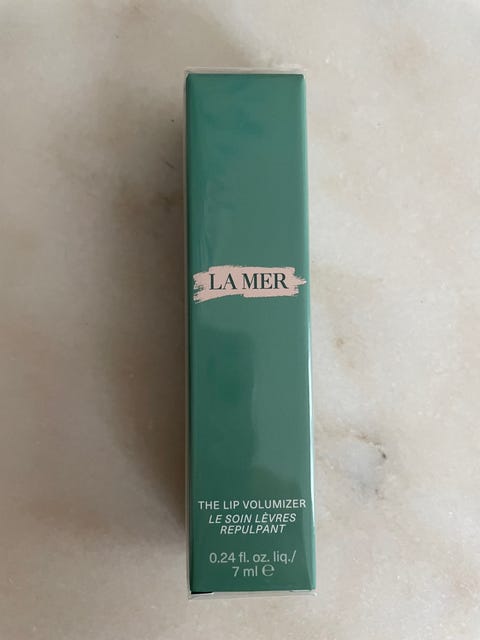 LA MER
THE LIP VOLUMIZER
LE SOIN LÈVRES
REPULPANT
0.24 fl. oz. liq./
7 ml ℮